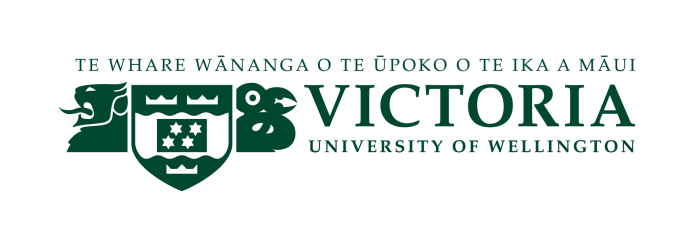 TE WHARE WĀNANGA O TE ŪPOKO O TE IKA A MĀUI
VICTORIA
UNIVERSITY OF WELLINGTON